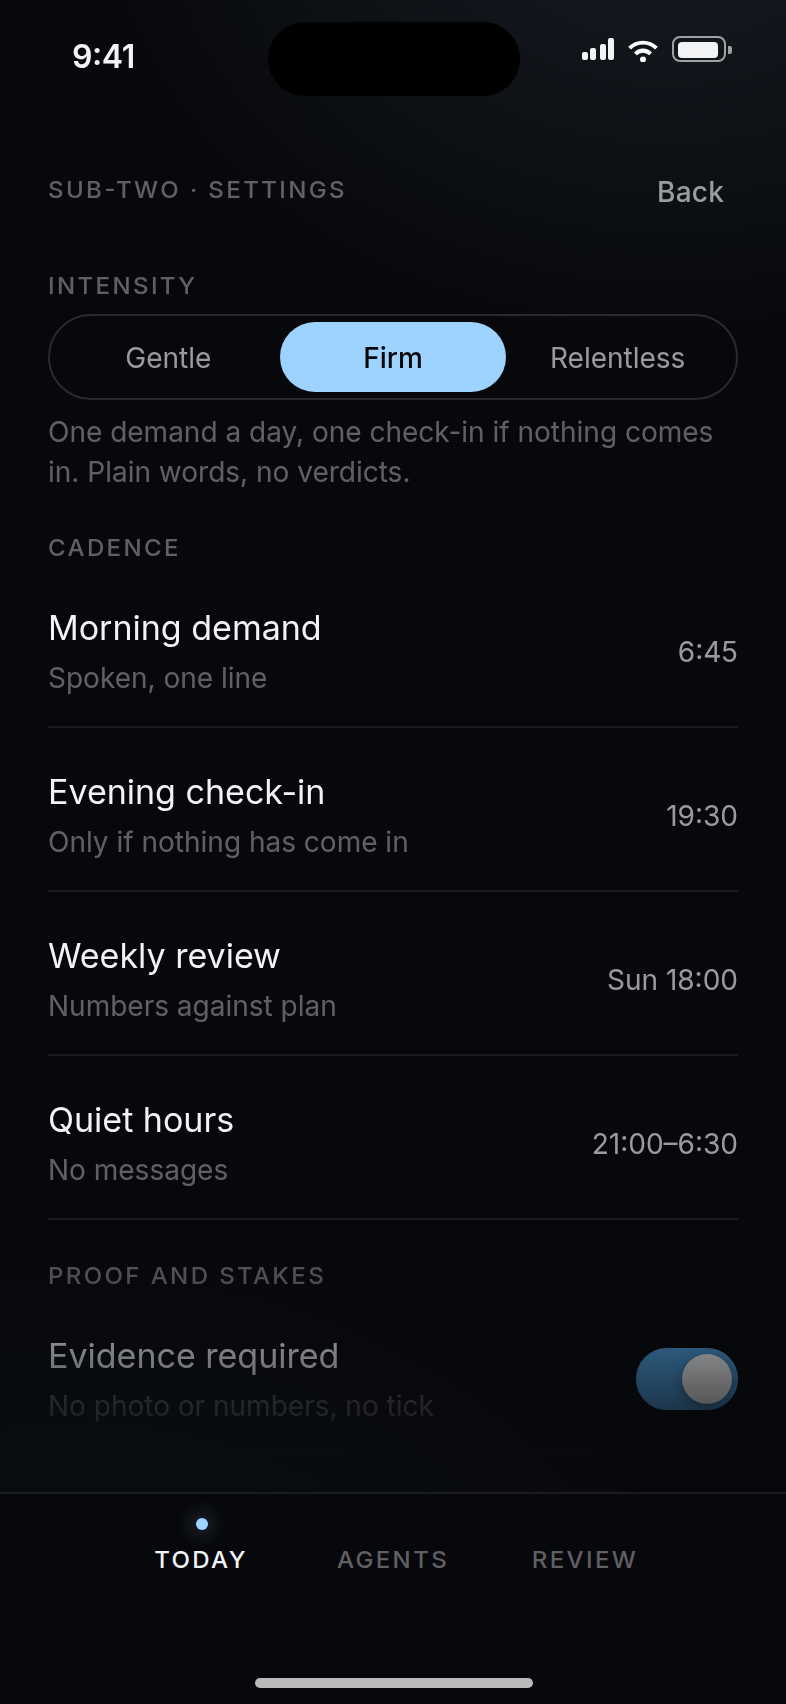 9:41
SUB-TWO · SETTINGS
Back
INTENSITY
Gentle
Firm
Relentless
One demand a day, one check-in if nothing comes
in. Plain words, no verdicts.
CADENCE
Morning demand
Spoken, one line
6:45
Evening check-in
Only if nothing has come in
19:30
Weekly review
Numbers against plan
Sun 18:00
Quiet hours
No messages
21:00–6:30
PROOF AND STAKES
Evidence required
No photo or numbers, no tick
TODAY
AGENTS
REVIEW